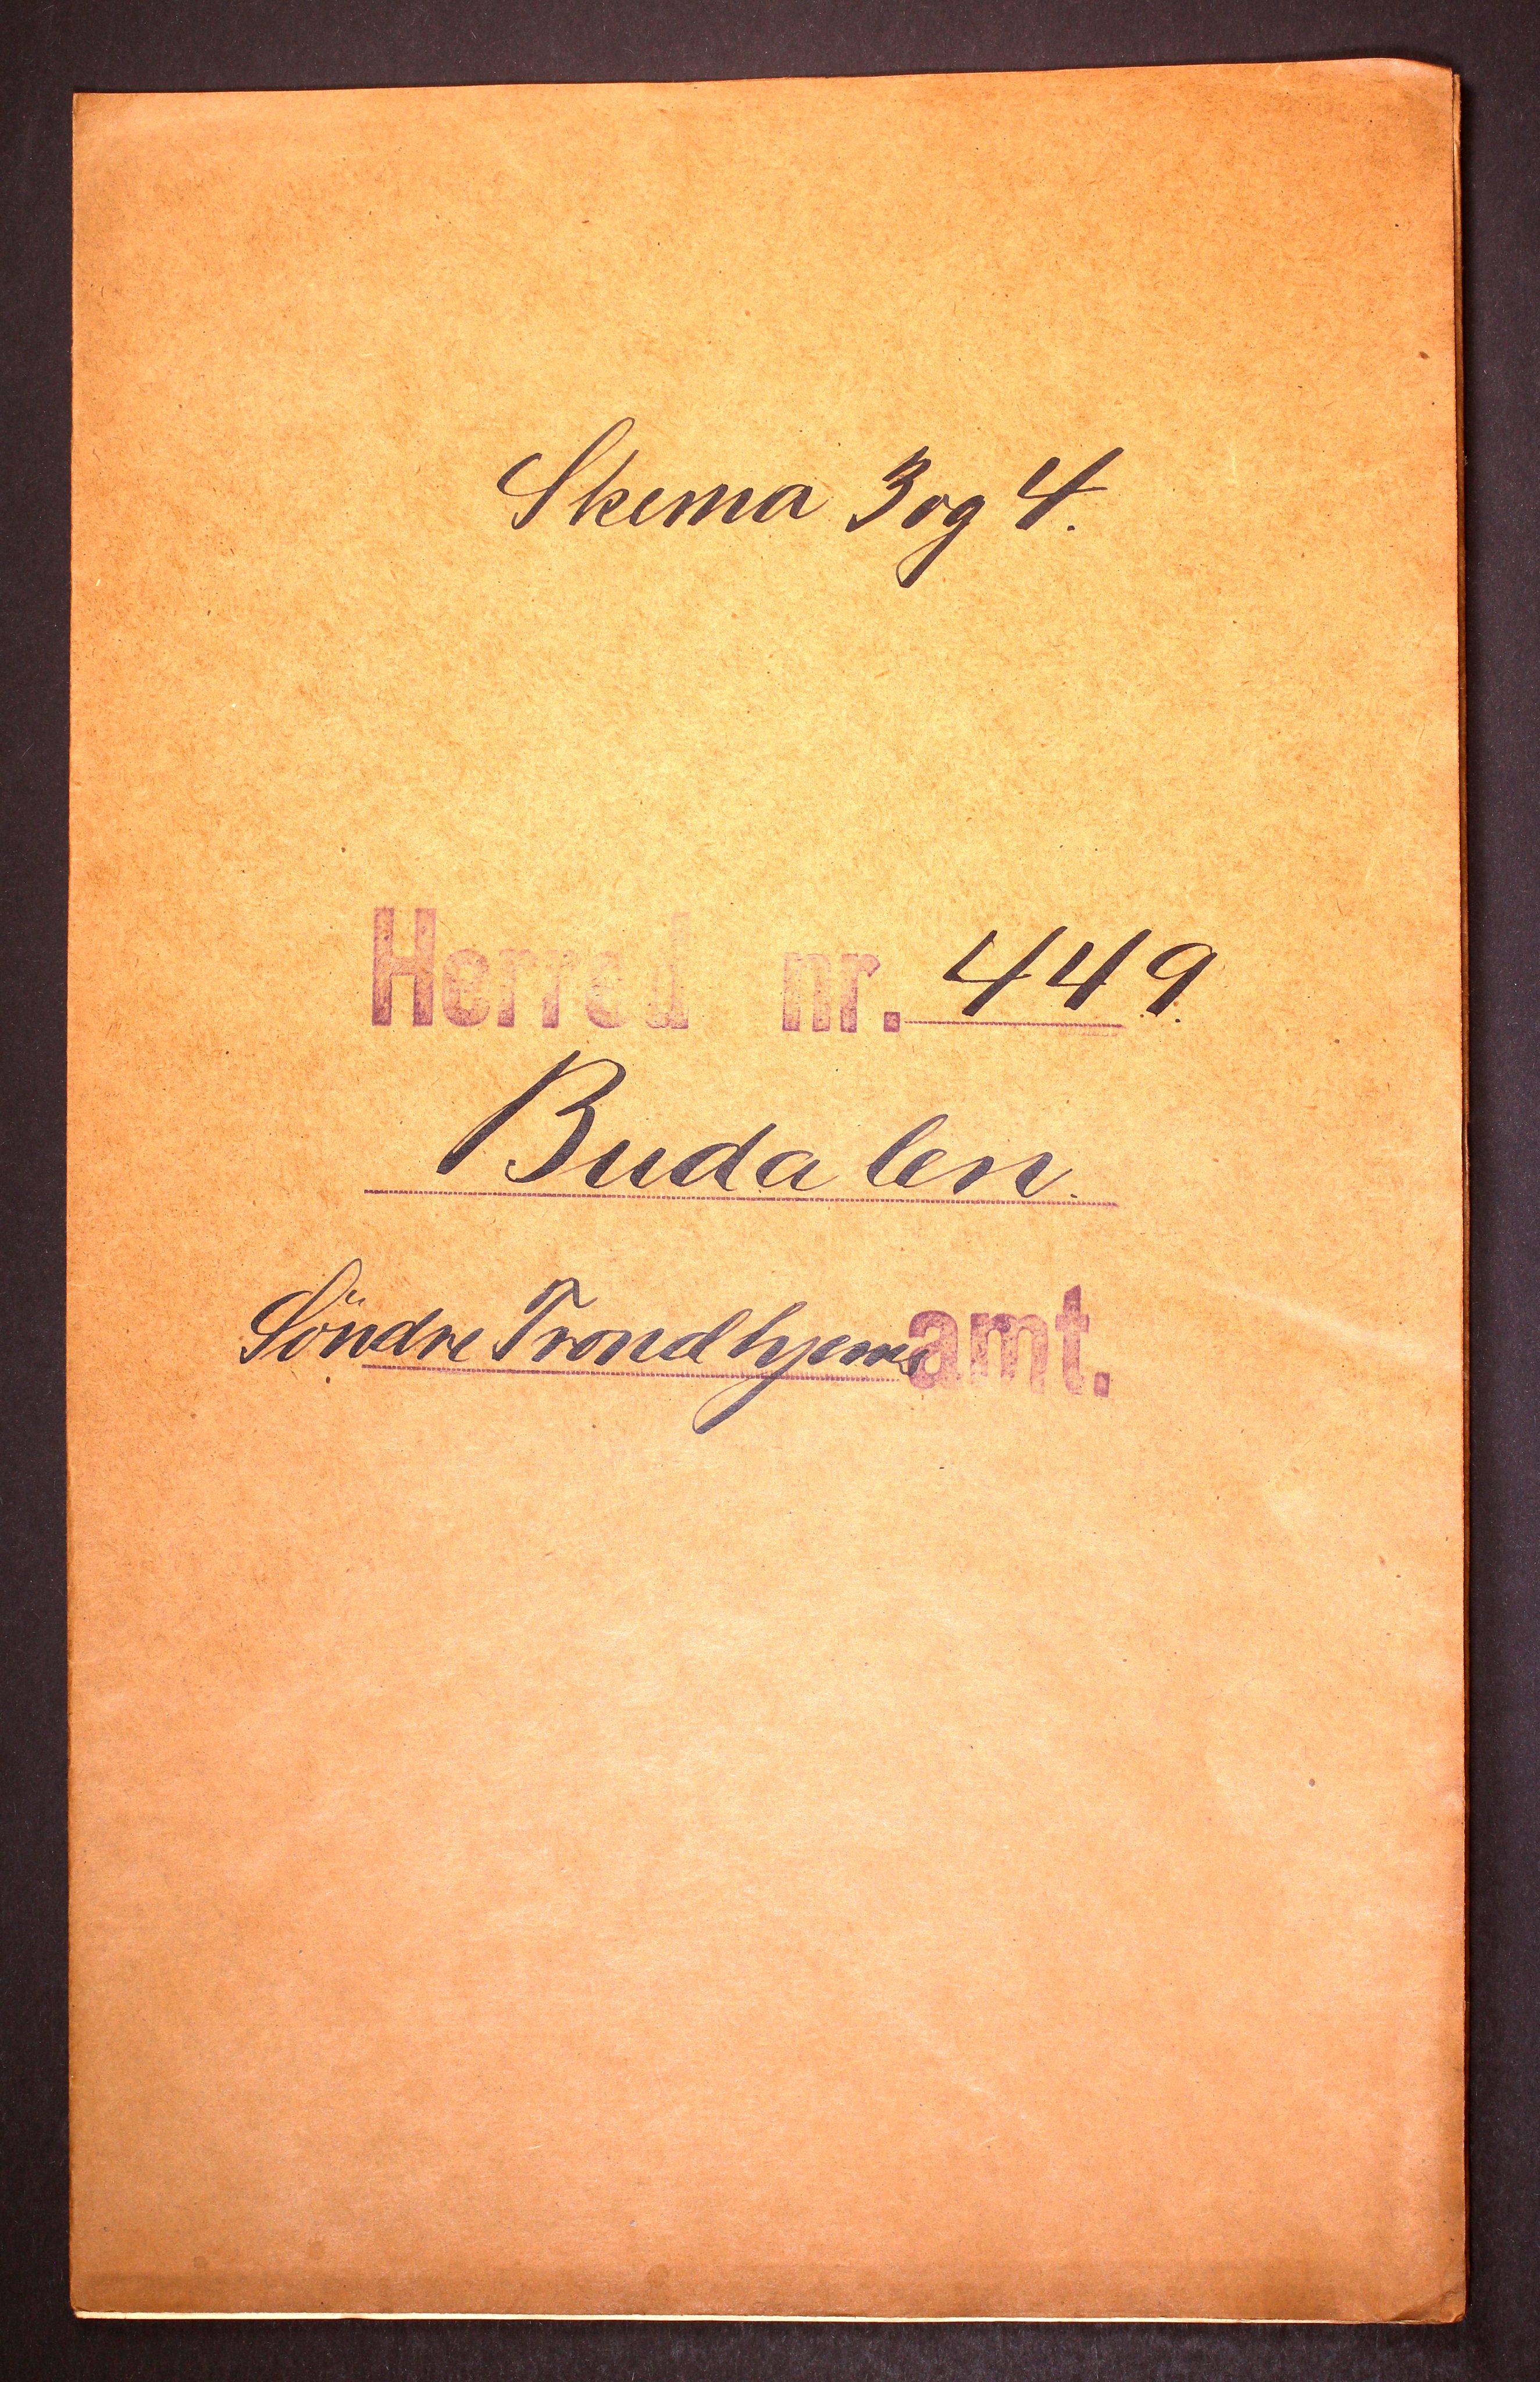 Skema 3 og 4.
Herred nr. 449.
Budalen.
Söndre Trondhjems amt.